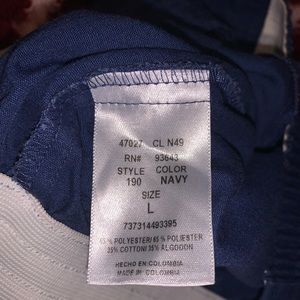 47027 CL N49
RN# 93643
STYLE COLOR
190 NAVY
SIZE
L
737314493395
65 % POLYESTER/ 65 % POLIESTER
35% COTTON/ 35% ALGODON
HECHO EN COLOMBIA
MADE IN COLOMBIA